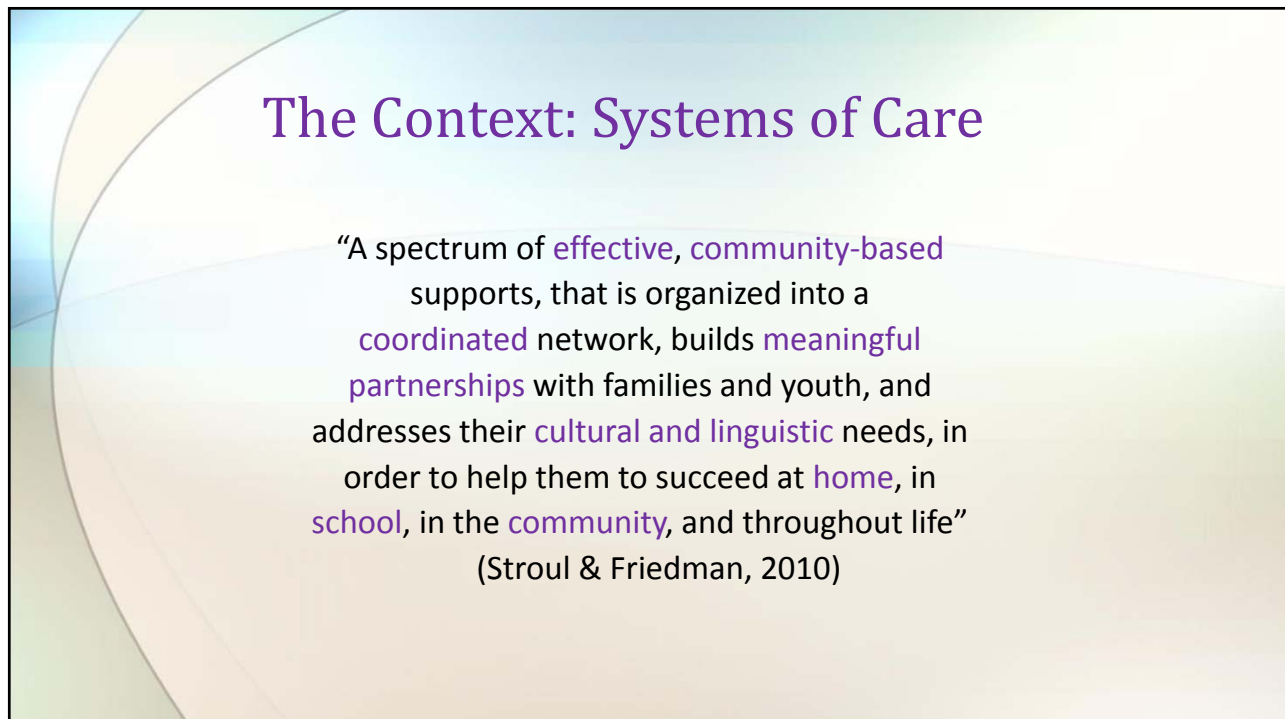 The Context: Systems of Care
“A spectrum of effective, community-based
supports, that is organized into a
coordinated network, builds meaningful
partnerships with families and youth, and
addresses their cultural and linguistic needs, in
order to help them to succeed at home, in
school, in the community, and throughout life”
(Stroul & Friedman, 2010)